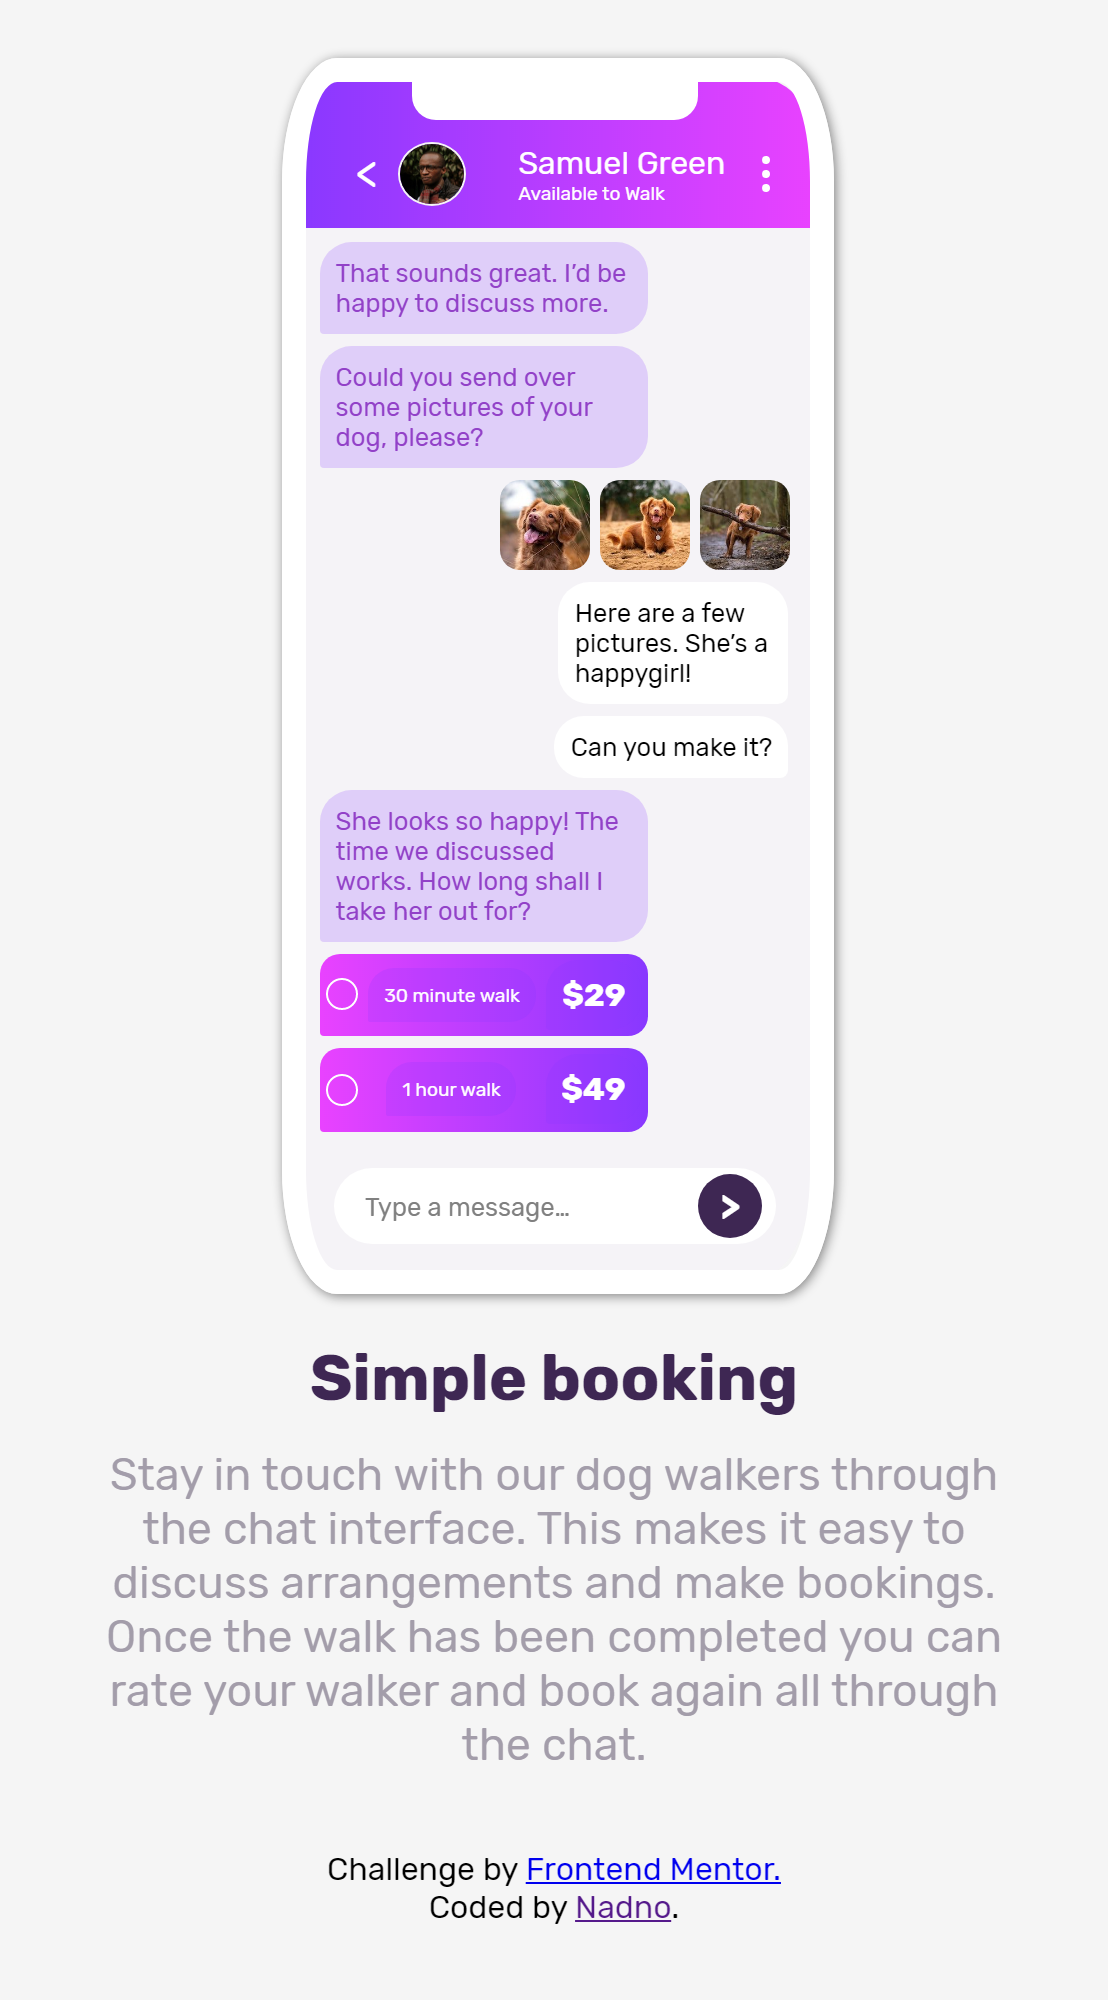 Samuel Green
Available to Walk
That sounds great. I’d be
happy to discuss more.
Could you send over
some pictures of your
dog, please?
Here are a few
pictures. She’s a
happygirl!
Can you make it?
She looks so happy! The
time we discussed
works. How long shall I
take her out for?
30 minute walk $29
1 hour walk $49
Type a message…
Simple booking
Stay in touch with our dog walkers through
the chat interface. This makes it easy to
discuss arrangements and make bookings.
Once the walk has been completed you can
rate your walker and book again all through
the chat.
Challenge by Frontend Mentor.
Coded by Nadno.